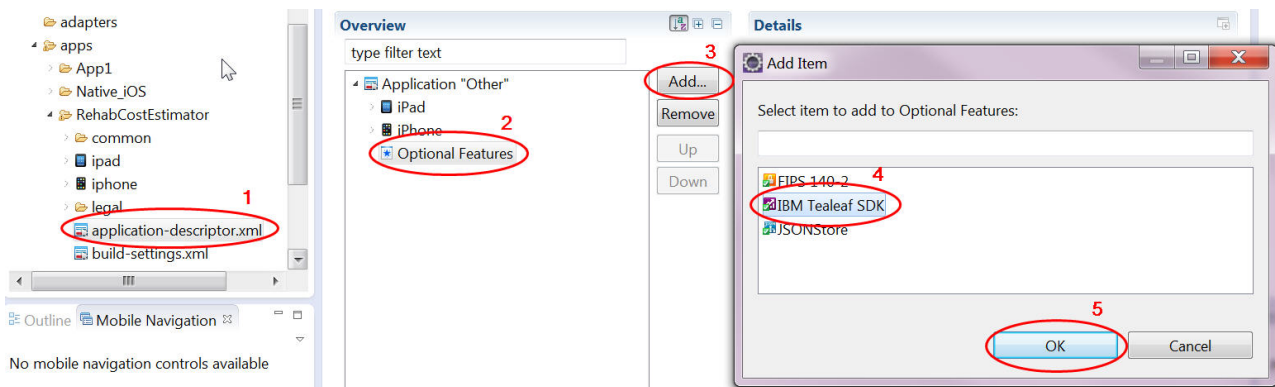 adapters
apps
App1
Native_iOS
RehabCostEstimator
common
ipad
iphone
legal
1
application-descriptor.xml
build-settings.xml
Outline Mobile Navigation
No mobile navigation controls available
Overview
type filter text
3
Application "Other"
iPad
iPhone
2
Optional Features
Add...
Remove
Up
Down
Details
Add Item
Select item to add to Optional Features:
FIPS 140-2
4
IBM Tealeaf SDK
JSONStore
5
OK Cancel